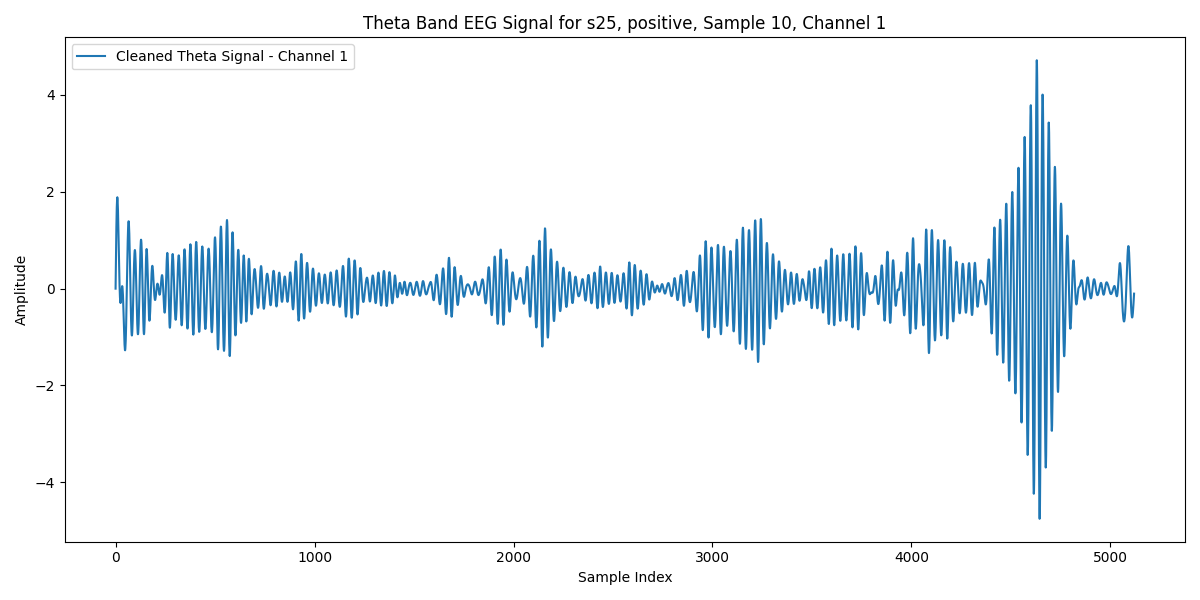 Theta Band EEG Signal for s25, positive, Sample 10, Channel 1
Cleaned Theta Signal - Channel 1
Amplitude
4
2
0
−2
−4
0 1000 2000 3000 4000 5000
Sample Index